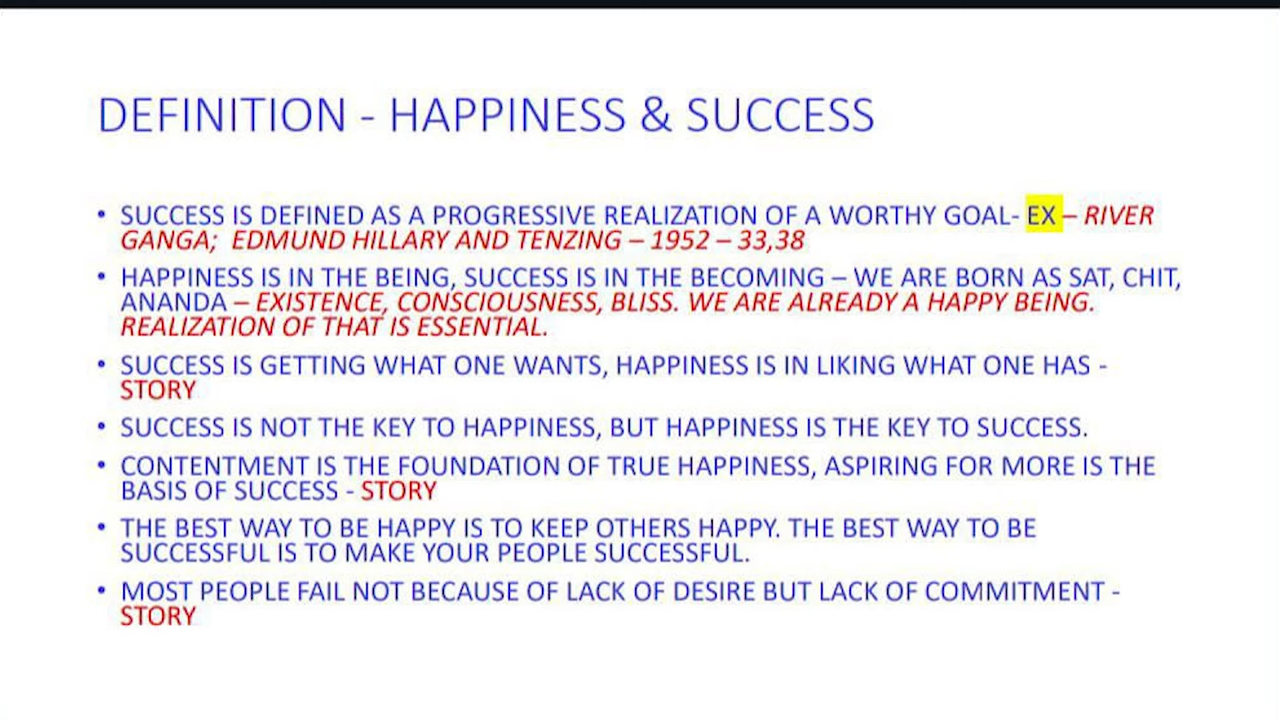 DEFINITION - HAPPINESS & SUCCESS
• SUCCESS IS DEFINED AS A PROGRESSIVE REALIZATION OF A WORTHY GOAL- EX – RIVER
GANGA;  EDMUND HILLARY AND TENZING – 1952 – 33,38
• HAPPINESS IS IN THE BEING, SUCCESS IS IN THE BECOMING – WE ARE BORN AS SAT, CHIT,
ANANDA – EXISTENCE, CONSCIOUSNESS, BLISS. WE ARE ALREADY A HAPPY BEING.
REALIZATION OF THAT IS ESSENTIAL.
• SUCCESS IS GETTING WHAT ONE WANTS, HAPPINESS IS IN LIKING WHAT ONE HAS -
STORY
• SUCCESS IS NOT THE KEY TO HAPPINESS, BUT HAPPINESS IS THE KEY TO SUCCESS.
• CONTENTMENT IS THE FOUNDATION OF TRUE HAPPINESS, ASPIRING FOR MORE IS THE
BASIS OF SUCCESS - STORY
• THE BEST WAY TO BE HAPPY IS TO KEEP OTHERS HAPPY. THE BEST WAY TO BE
SUCCESSFUL IS TO MAKE YOUR PEOPLE SUCCESSFUL.
• MOST PEOPLE FAIL NOT BECAUSE OF LACK OF DESIRE BUT LACK OF COMMITMENT -
STORY